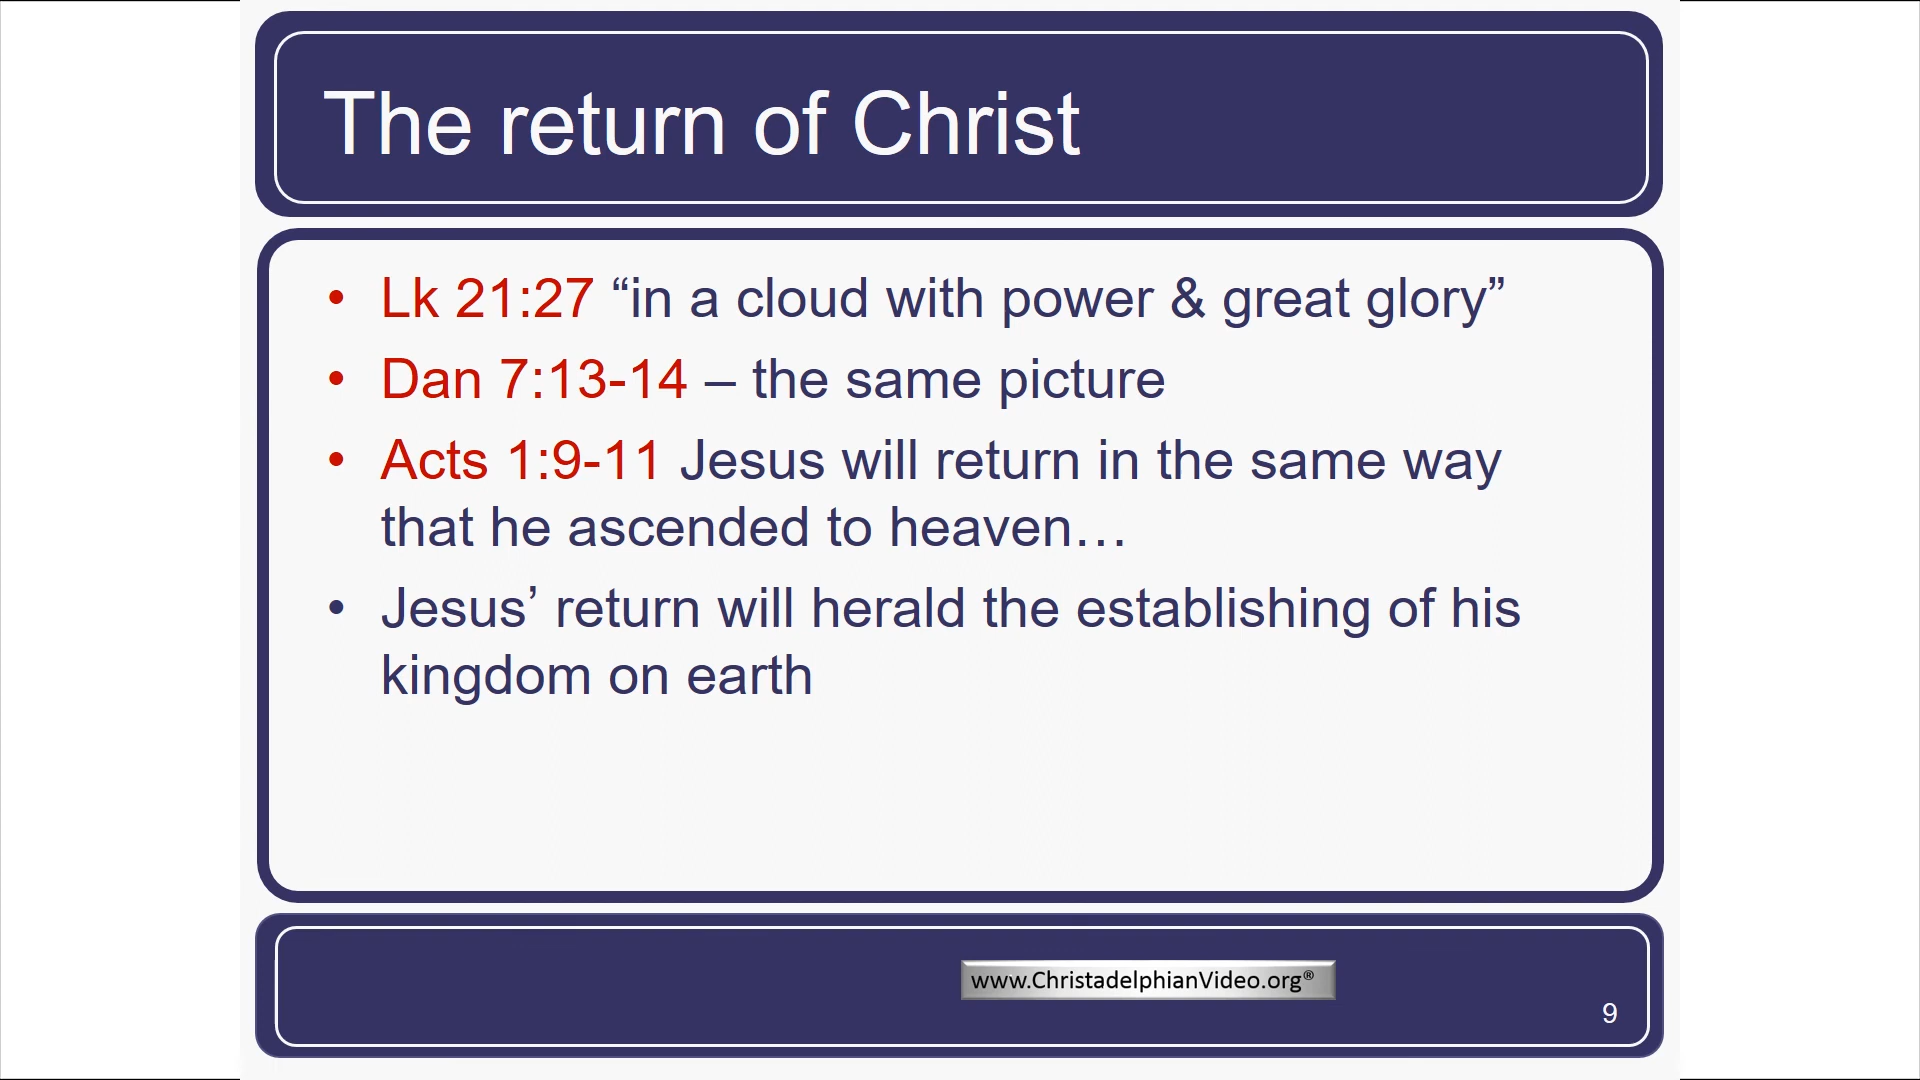 The return of Christ
• Lk 21:27 “in a cloud with power & great glory”
• Dan 7:13-14 – the same picture
• Acts 1:9-11 Jesus will return in the same way
that he ascended to heaven…
• Jesus’ return will herald the establishing of his
kingdom on earth
www.ChristadelphianVideo.org®
9